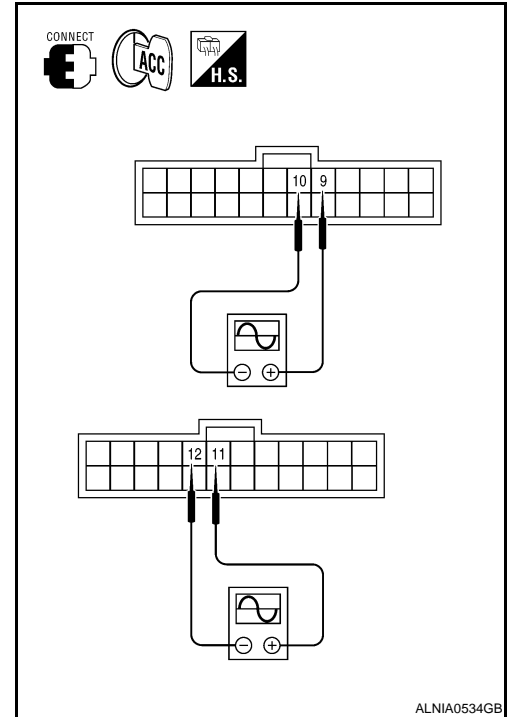 CONNECT
ACC
H.S.
10 9
− +
12 11
− +
ALNIA0534GB